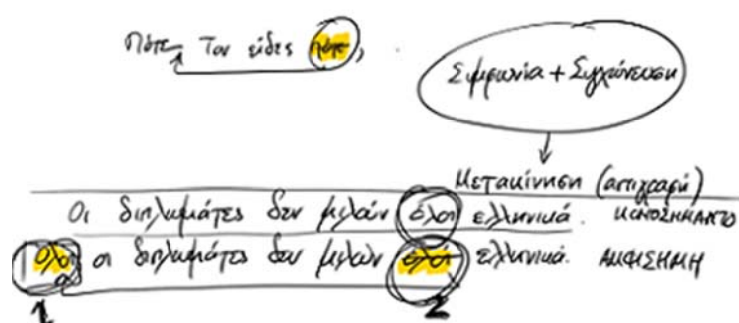 Πότε τον είδες πότε;
Συμφωνία + Συγχώνευση
Μετακίνηση (αντιγραφή)
Οι διπλωμάτες δεν μιλούν όλοι ελληνικά. ΜΟΝΟΣΗΜΑΝΤΟ
Όλοι οι διπλωμάτες δεν μιλούν όλοι ελληνικά. ΑΜΦΙΣΗΜΗ
1 2